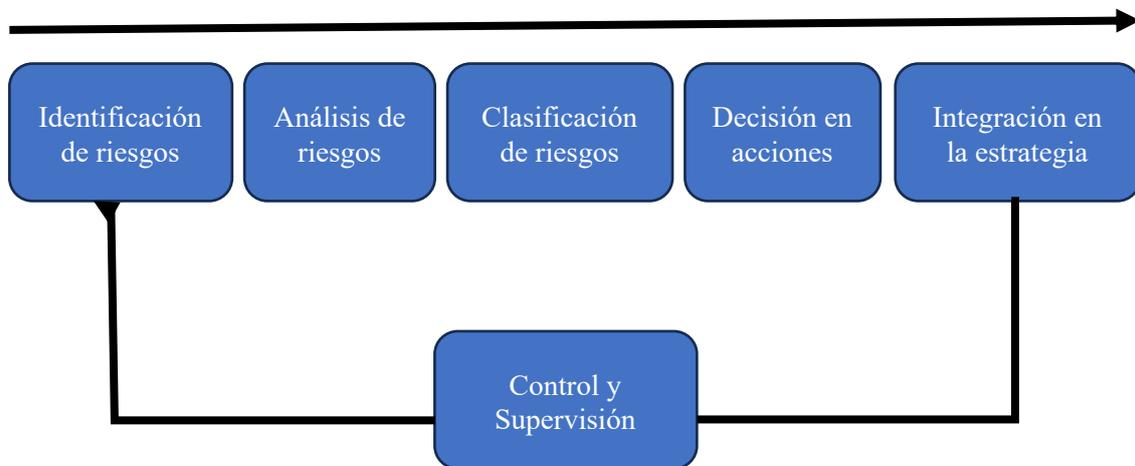 Identificación
de riesgos
Análisis de
riesgos
Clasificación
de riesgos
Decisión en
acciones
Integración en
la estrategia
Control y
Supervisión